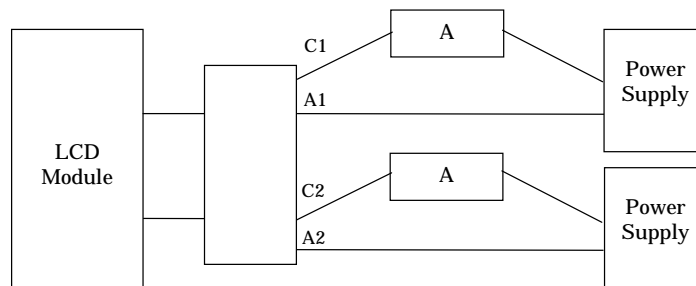 C1
A
Power
Supply
A1
LCD
Module
C2
A
Power
Supply
A2